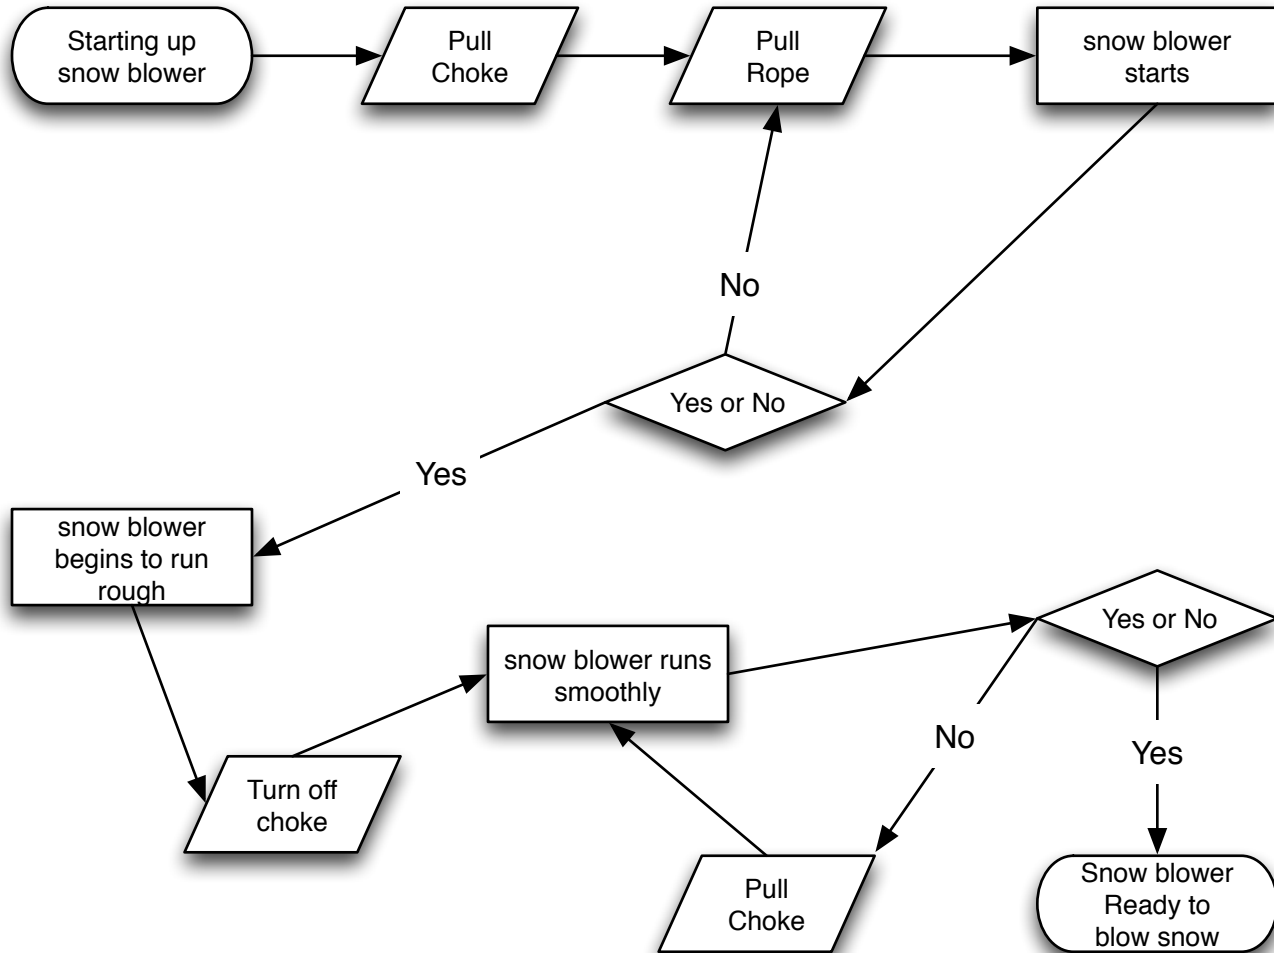 Starting up
snow blower
Pull
Choke
Pull
Rope
snow blower
starts
No
Yes or No
Yes
snow blower
begins to run
rough
Yes or No
snow blower runs
smoothly
No
Yes
Turn off
choke
Pull
Choke
Snow blower
Ready to
blow snow